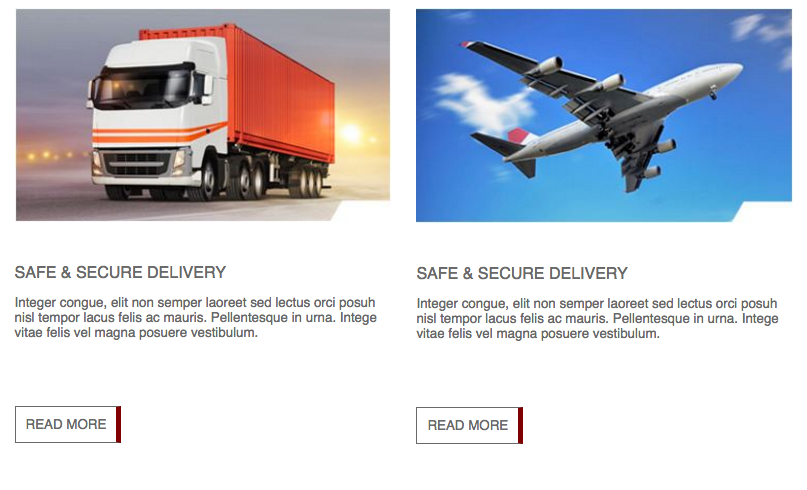 SAFE & SECURE DELIVERY
Integer congue, elit non semper laoreet sed lectus orci posuh
nisl tempor lacus felis ac mauris. Pellentesque in urna. Intege
vitae felis vel magna posuere vestibulum.
READ MORE
SAFE & SECURE DELIVERY
Integer congue, elit non semper laoreet sed lectus orci posuh
nisl tempor lacus felis ac mauris. Pellentesque in urna. Intege
vitae felis vel magna posuere vestibulum.
READ MORE